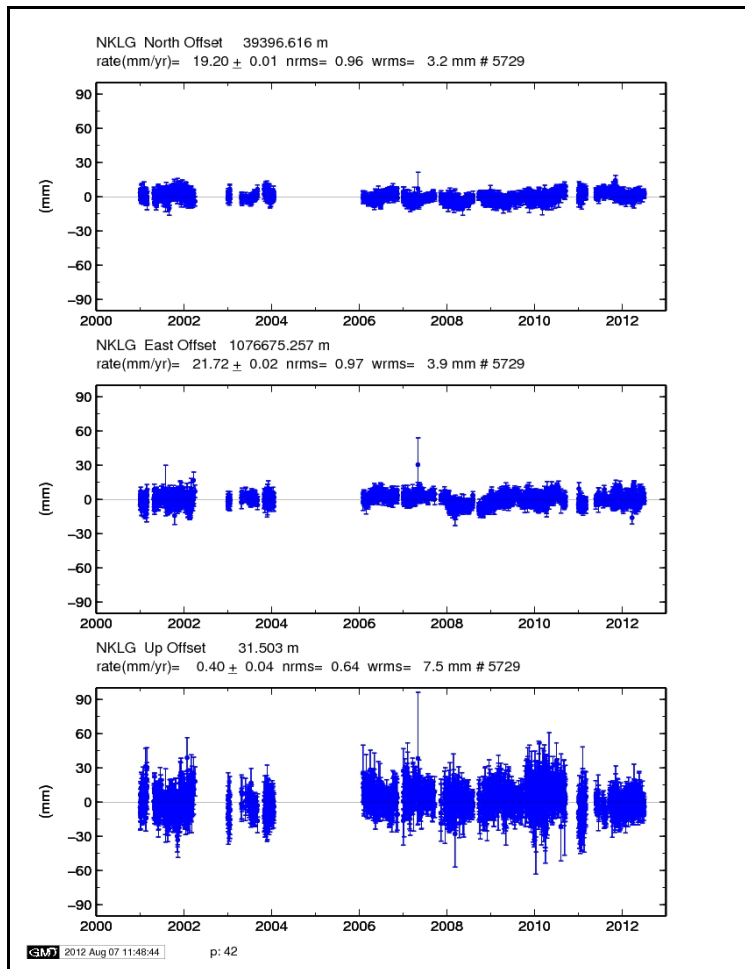 NKLG North Offset 39396.616 m
rate(mm/yr)= 19.20 ± 0.01 nrms= 0.96 wrms= 3.2 mm # 5729
90
60
30
0
−30
−60
−90
(mm)
2000 2002 2004 2006 2008 2010 2012
NKLG East Offset 1076675.257 m
rate(mm/yr)= 21.72 ± 0.02 nrms= 0.97 wrms= 3.9 mm # 5729
90
60
30
0
−30
−60
−90
(mm)
2000 2002 2004 2006 2008 2010 2012
NKLG Up Offset 31.503 m
rate(mm/yr)= 0.40 ± 0.04 nrms= 0.64 wrms= 7.5 mm # 5729
90
60
30
0
−30
−60
−90
(mm)
2000 2002 2004 2006 2008 2010 2012
GMT 2012 Aug 07 11:48:44 p: 42